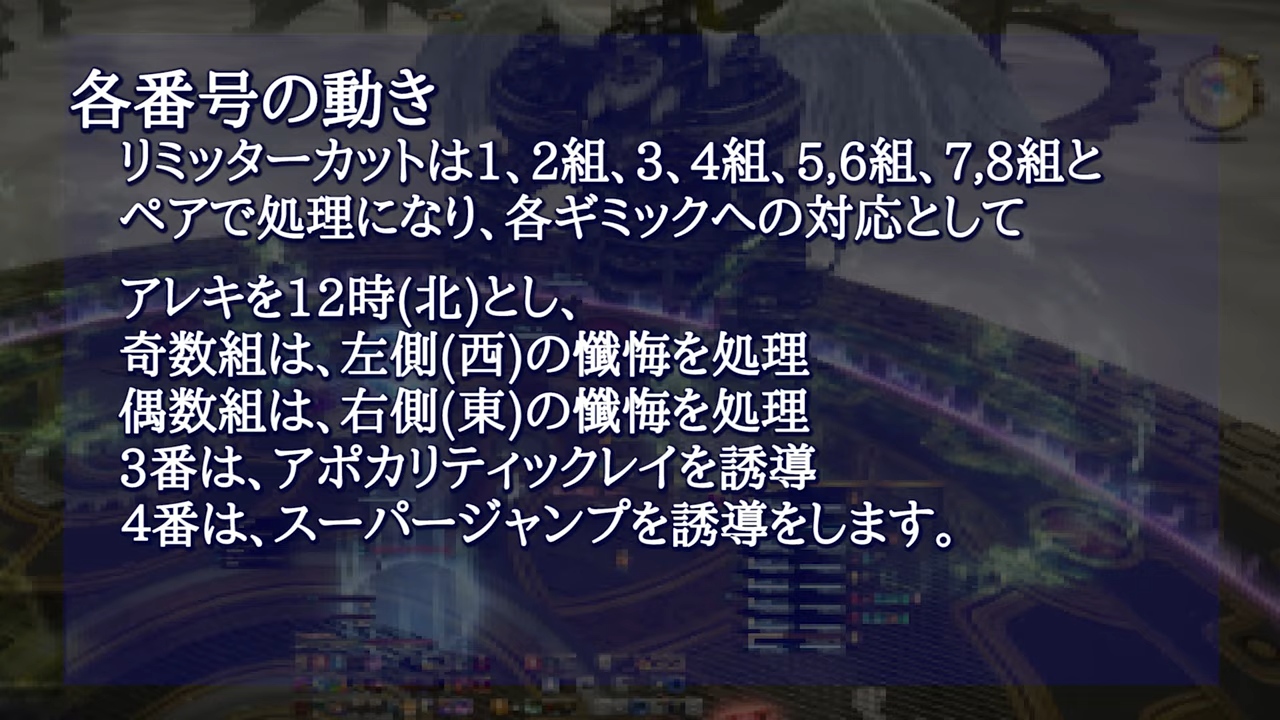 各番号の動き
リミッターカットは１、２組、３、４組、5,6組、7,8組と
ペアで処理になり、各ギミックへの対応として
アレキを１２時(北)とし、
奇数組は、左側(西)の懺悔を処理
偶数組は、右側(東)の懺悔を処理
３番は、アポカリティックレイを誘導
４番は、スーパージャンプを誘導をします。